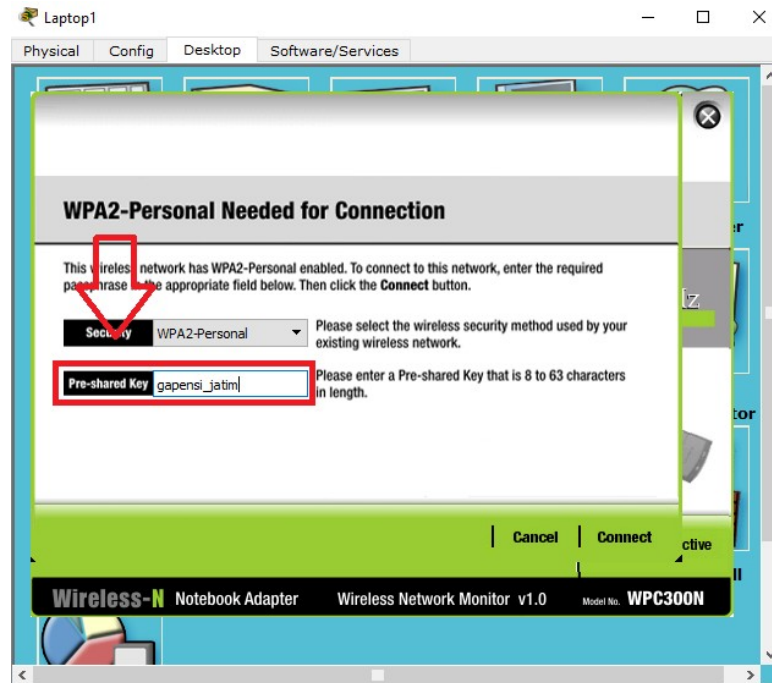 Laptop1
Physical Config Desktop Software/Services
WPA2-Personal Needed for Connection
This wireless network has WPA2-Personal enabled. To connect to this network, enter the required
passphrase in the appropriate field below. Then click the Connect button.
Security WPA2-Personal Please select the wireless security method used by your
existing wireless network.
Pre-shared Key gapensi_jatim Please enter a Pre-shared Key that is 8 to 63 characters
in length.
Cancel Connect
Wireless-N Notebook Adapter Wireless Network Monitor v1.0 Model No. WPC300N